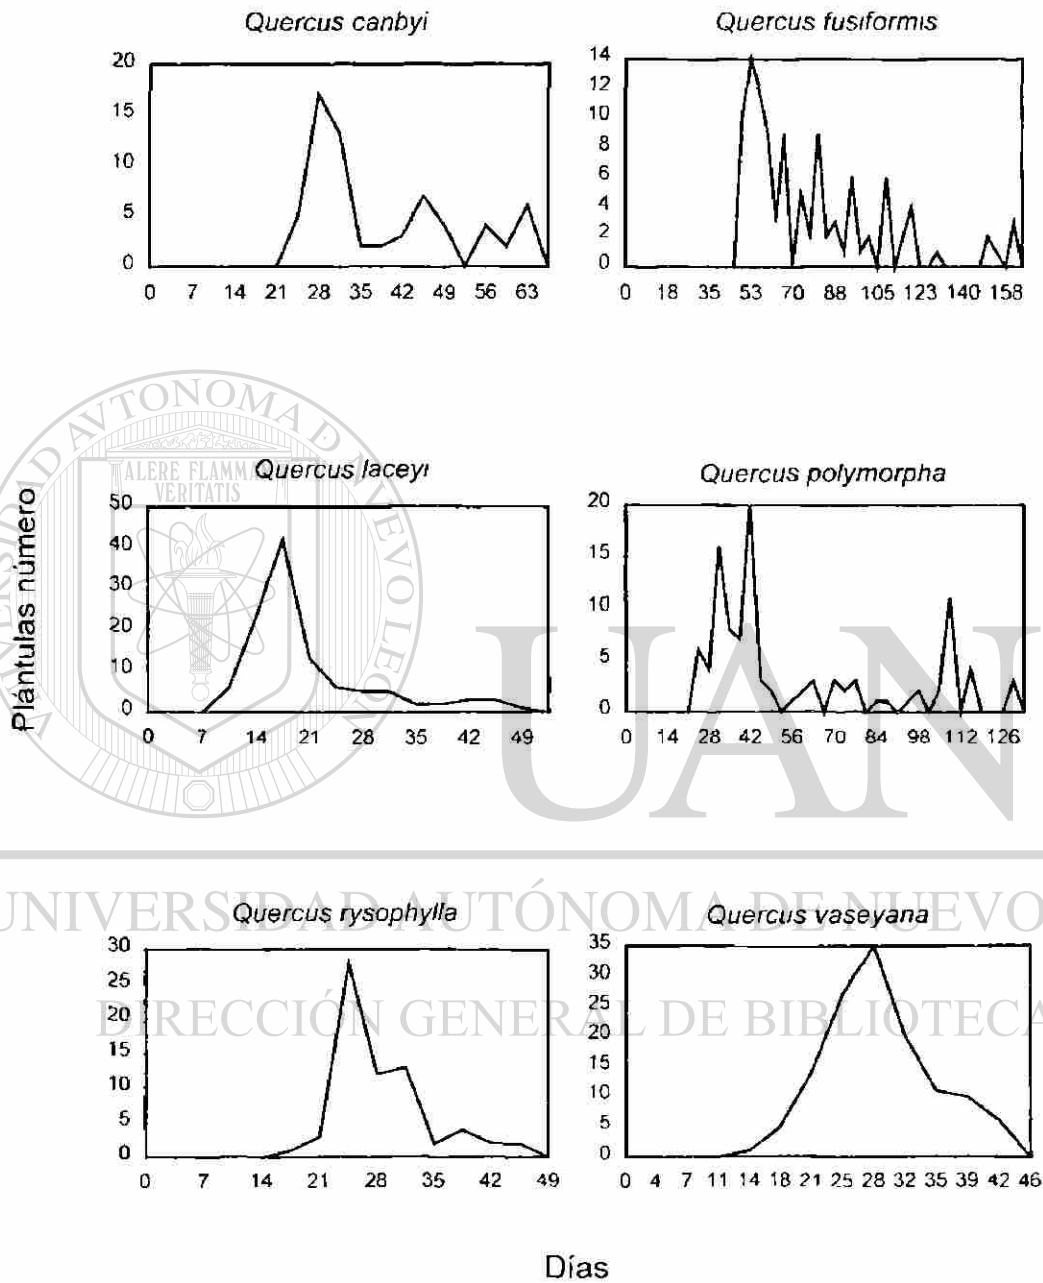 Quercus canbyi
20
15
10
5
0
0 7 14 21 28 35 42 49 56 63
Quercus fusiformis
14
12
10
8
6
4
2
0
0 18 35 53 70 88 105 123 140 158
Plántulas número
Quercus laceyi
50
40
30
20
10
0
0 7 14 21 28 35 42 49
Quercus polymorpha
20
15
10
5
0
0 14 28 42 56 70 84 98 112 126
Quercus rysophylla
30
25
20
15
10
5
0
0 7 14 21 28 35 42 49
Quercus vaseyana
35
30
25
20
15
10
5
0
0 4 7 11 14 18 21 25 28 32 35 39 42 46
Días
ALERE FLAMMA
VERITATIS
UAN
UNIVERSIDAD AUTÓNOMA DE NUEVO
DIRECCIÓN GENERAL DE BIBLIOTECA